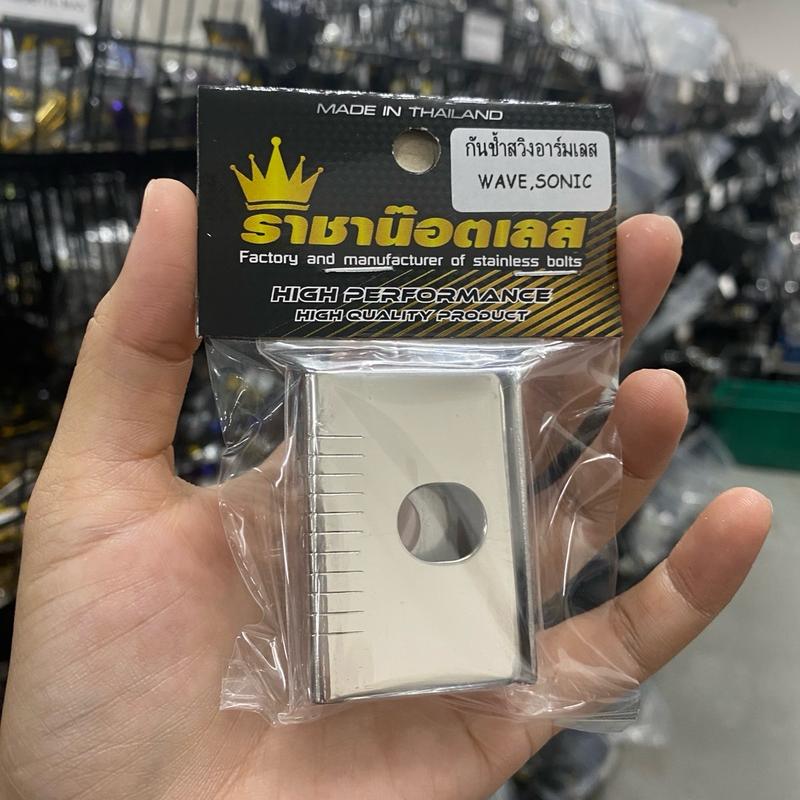 MADE IN THAILAND
กันช้ำสวิงอาร์มเลส
WAVE,SONIC
ราชาน๊อตเลส
Factory and manufacturer of stainless bolts
HIGH PERFORMANCE
HIGH QUALITY PRODUCT